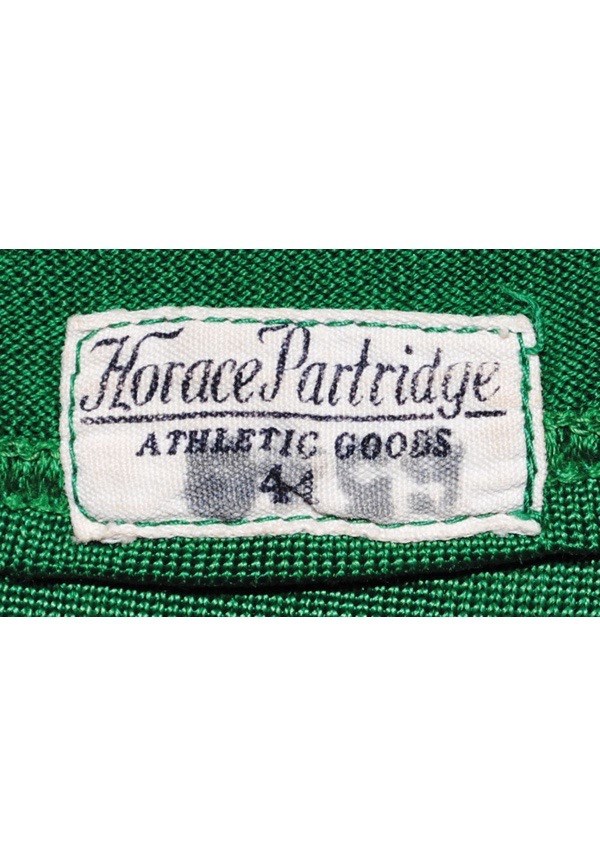 Horace Partridge
ATHLETIC GOODS
44